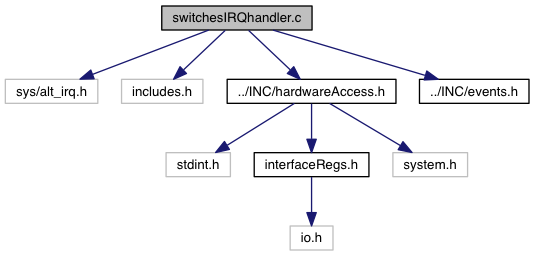 switchesIRQhandler.c
sys/alt_irq.h
includes.h
../INC/hardwareAccess.h
../INC/events.h
stdint.h
interfaceRegs.h
system.h
io.h